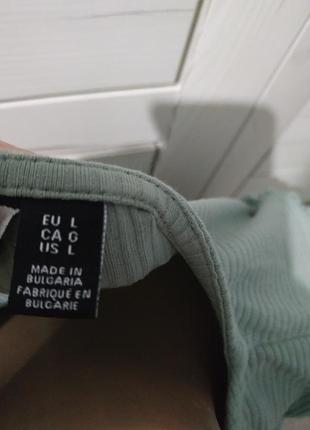 EU L
CA G
US L
MADE IN
BULGARIA
FABRIQUE EN
BULGARIE